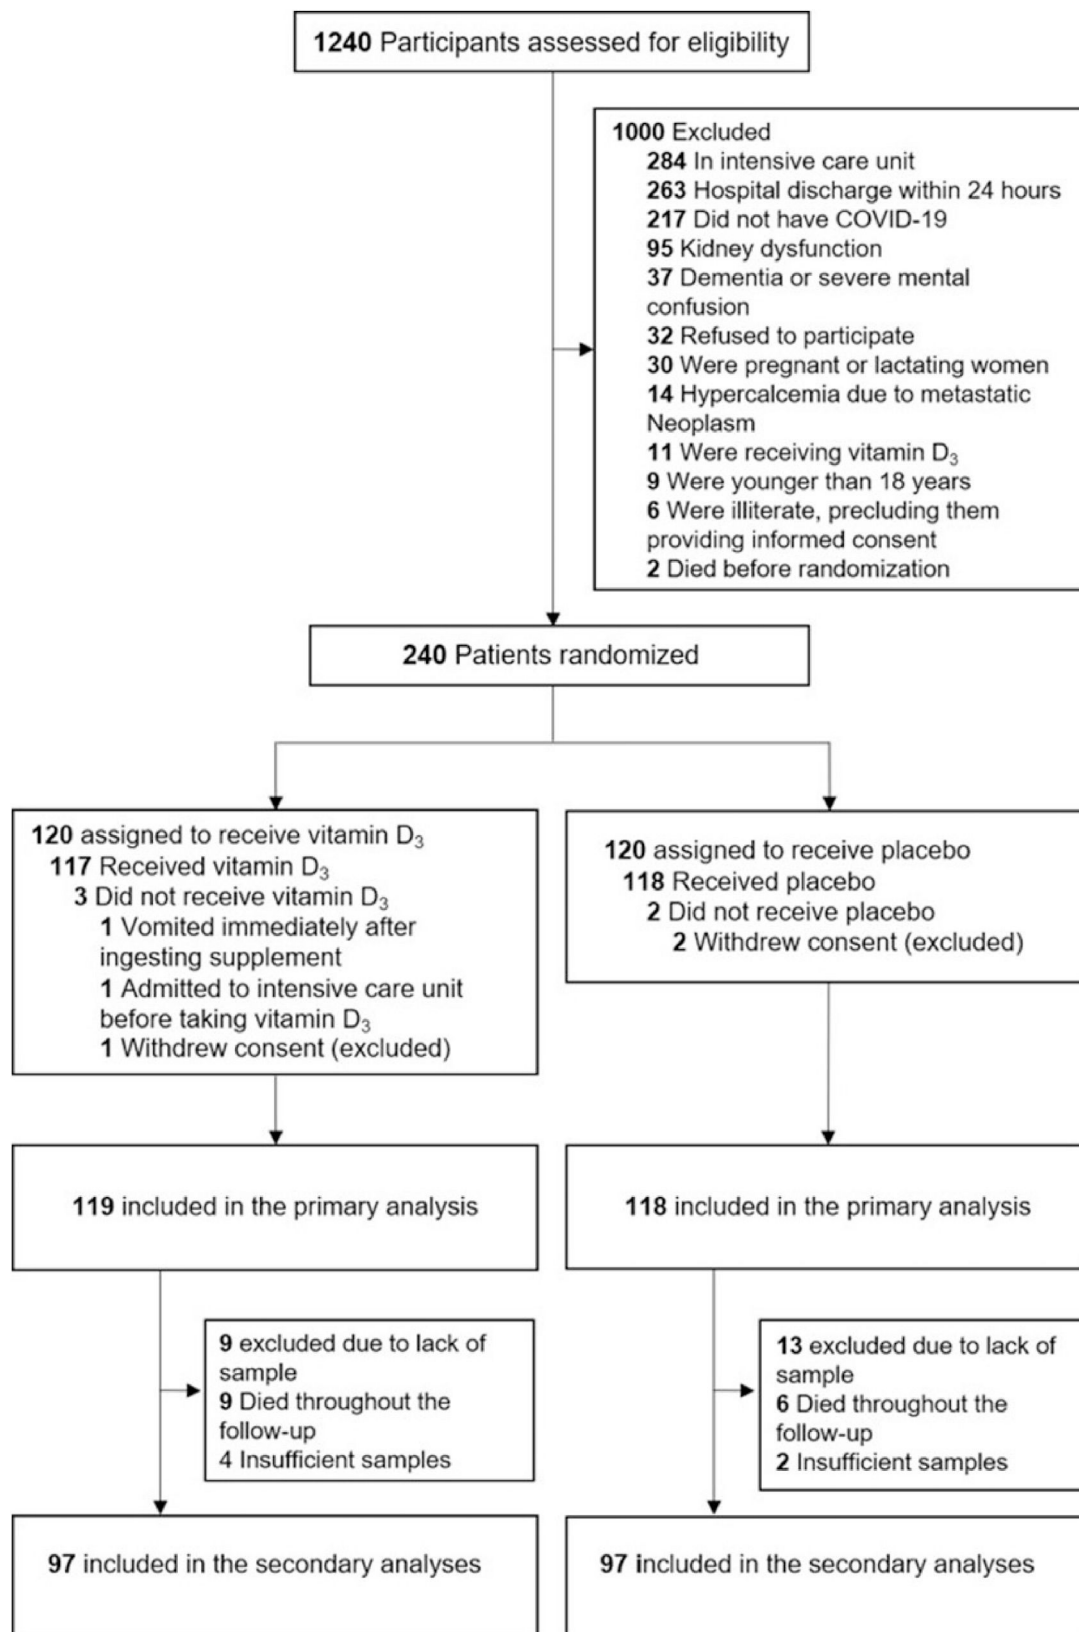 1240 Participants assessed for eligibility
1000 Excluded
284 In intensive care unit
263 Hospital discharge within 24 hours
217 Did not have COVID-19
95 Kidney dysfunction
37 Dementia or severe mental
confusion
32 Refused to participate
30 Were pregnant or lactating women
14 Hypercalcemia due to metastatic
Neoplasm
11 Were receiving vitamin D₃
9 Were younger than 18 years
6 Were illiterate, precluding them
providing informed consent
2 Died before randomization
240 Patients randomized
120 assigned to receive vitamin D₃
117 Received vitamin D₃
3 Did not receive vitamin D₃
1 Vomited immediately after
ingesting supplement
1 Admitted to intensive care unit
before taking vitamin D₃
1 Withdrew consent (excluded)
120 assigned to receive placebo
118 Received placebo
2 Did not receive placebo
2 Withdrew consent (excluded)
119 included in the primary analysis
118 included in the primary analysis
9 excluded due to lack of
sample
9 Died throughout the
follow-up
4 Insufficient samples
13 excluded due to lack of
sample
6 Died throughout the
follow-up
2 Insufficient samples
97 included in the secondary analyses
97 included in the secondary analyses